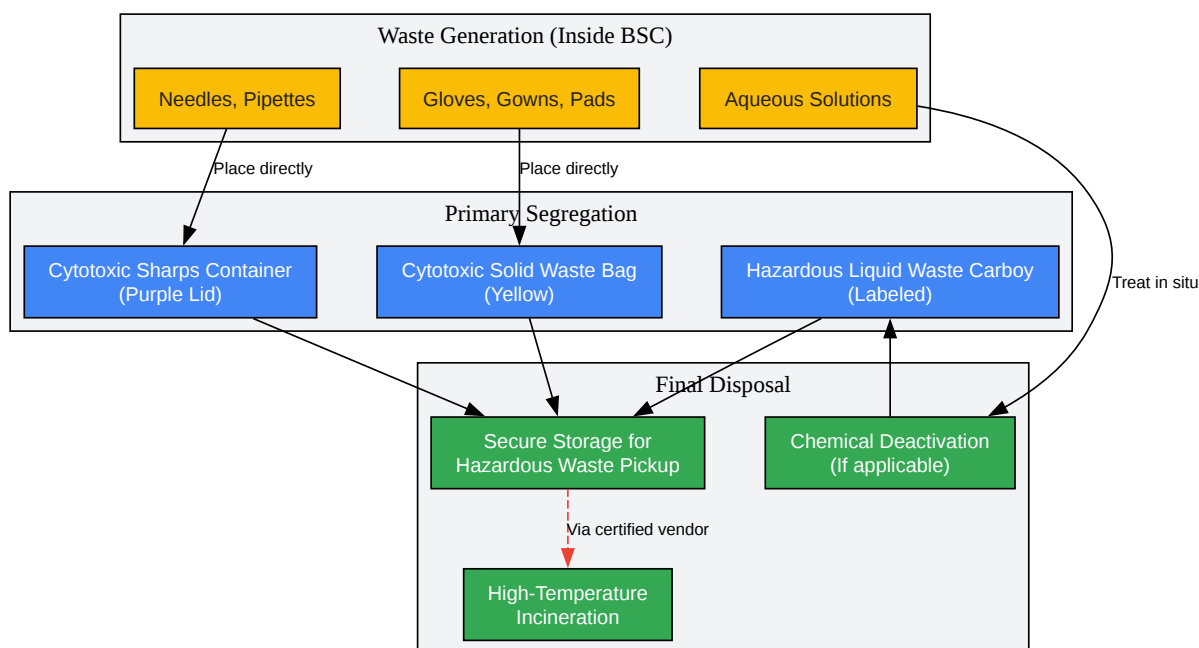 Waste Generation (Inside BSC)
Needles, Pipettes
Gloves, Gowns, Pads
Aqueous Solutions
Place directly
Place directly
Primary Segregation
Cytotoxic Sharps Container
(Purple Lid)
Cytotoxic Solid Waste Bag
(Yellow)
Hazardous Liquid Waste Carboy
(Labeled)
Treat in situ
Final Disposal
Secure Storage for
Hazardous Waste Pickup
Chemical Deactivation
(If applicable)
Via certified vendor
High-Temperature
Incineration